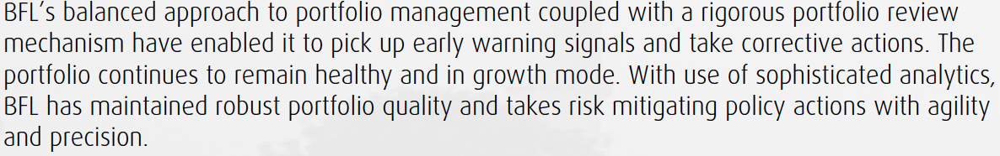 BFL’s balanced approach to portfolio management coupled with a rigorous portfolio review
mechanism have enabled it to pick up early warning signals and take corrective actions. The
portfolio continues to remain healthy and in growth mode. With use of sophisticated analytics,
BFL has maintained robust portfolio quality and takes risk mitigating policy actions with agility
and precision.